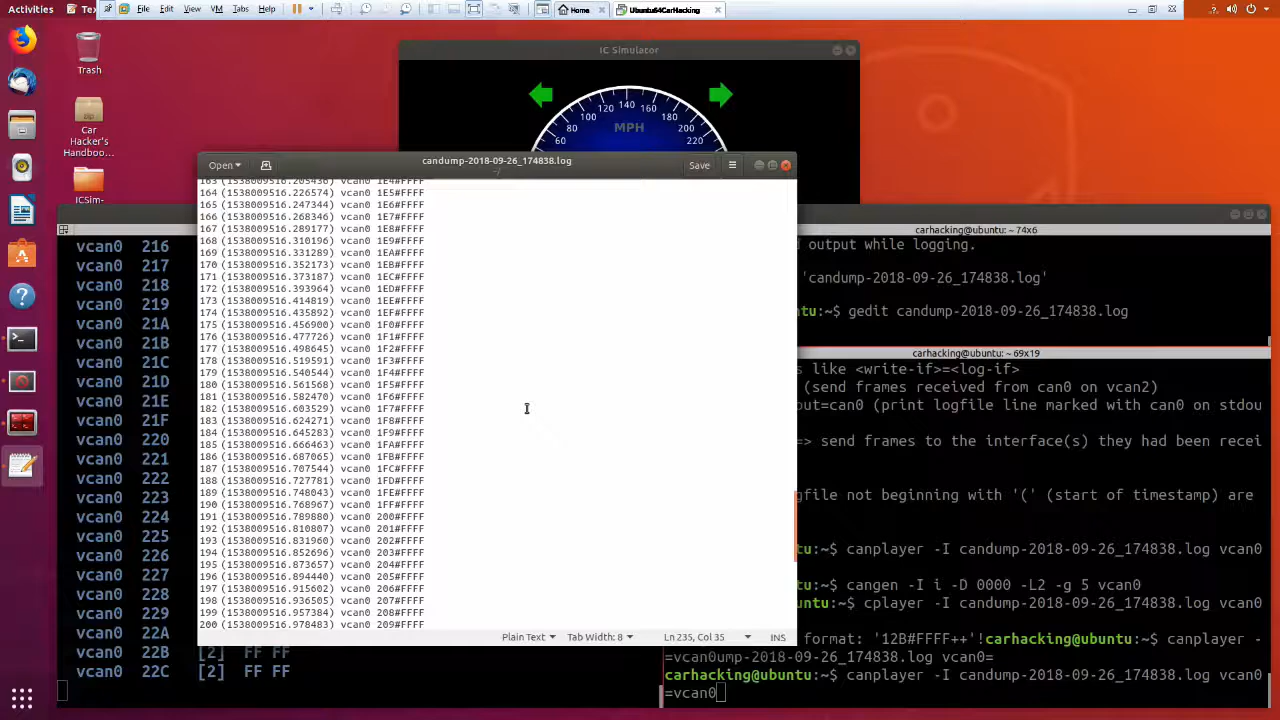 Activities
Tex
File Edit View VM Tabs Help
Home
Ubuntu64CarHacking
Trash
Car
Hacker's
Handboo...
ICSim-
IC Simulator
60 80 100 120 140 160 180 200 220
MPH
Open
candump-2018-09-26_174838.log
~/
Save
163 (1538009516.205436) vcan0 1E4#FFFF
164 (1538009516.226574) vcan0 1E5#FFFF
165 (1538009516.247344) vcan0 1E6#FFFF
166 (1538009516.268346) vcan0 1E7#FFFF
167 (1538009516.289177) vcan0 1E8#FFFF
168 (1538009516.310196) vcan0 1E9#FFFF
169 (1538009516.331289) vcan0 1EA#FFFF
170 (1538009516.352173) vcan0 1EB#FFFF
171 (1538009516.373187) vcan0 1EC#FFFF
172 (1538009516.393964) vcan0 1ED#FFFF
173 (1538009516.414819) vcan0 1EE#FFFF
174 (1538009516.435892) vcan0 1EF#FFFF
175 (1538009516.456900) vcan0 1F0#FFFF
176 (1538009516.477726) vcan0 1F1#FFFF
177 (1538009516.498645) vcan0 1F2#FFFF
178 (1538009516.519591) vcan0 1F3#FFFF
179 (1538009516.540544) vcan0 1F4#FFFF
180 (1538009516.561568) vcan0 1F5#FFFF
181 (1538009516.582470) vcan0 1F6#FFFF
182 (1538009516.603529) vcan0 1F7#FFFF
183 (1538009516.624271) vcan0 1F8#FFFF
184 (1538009516.645283) vcan0 1F9#FFFF
185 (1538009516.666463) vcan0 1FA#FFFF
186 (1538009516.687065) vcan0 1FB#FFFF
187 (1538009516.707544) vcan0 1FC#FFFF
188 (1538009516.727781) vcan0 1FD#FFFF
189 (1538009516.748043) vcan0 1FE#FFFF
190 (1538009516.768967) vcan0 1FF#FFFF
191 (1538009516.789880) vcan0 200#FFFF
192 (1538009516.810807) vcan0 201#FFFF
193 (1538009516.831960) vcan0 202#FFFF
194 (1538009516.852696) vcan0 203#FFFF
195 (1538009516.873657) vcan0 204#FFFF
196 (1538009516.894440) vcan0 205#FFFF
197 (1538009516.915602) vcan0 206#FFFF
198 (1538009516.936505) vcan0 207#FFFF
199 (1538009516.957384) vcan0 208#FFFF
200 (1538009516.978483) vcan0 209#FFFF
Plain Text Tab Width: 8 Ln 235, Col 35 INS
vcan0 216
vcan0 217
vcan0 218
vcan0 219
vcan0 21A
vcan0 21B
vcan0 21C
vcan0 21D
vcan0 21E
vcan0 21F
vcan0 220
vcan0 221
vcan0 222
vcan0 223
vcan0 224
vcan0 225
vcan0 226
vcan0 227
vcan0 228
vcan0 229
vcan0 22A
vcan0 22B [2] FF FF
vcan0 22C [2] FF FF
carhacking@ubuntu: ~ 74x6
d output while logging.
'candump-2018-09-26_174838.log'
tu:~$ gedit candump-2018-09-26_174838.log
carhacking@ubuntu: ~ 69x19
s like <write-if>=<log-if>
(send frames received from can0 on vcan2)
out=can0 (print logfile line marked with can0 on stdou
=> send frames to the interface(s) they had been recei
gfile not beginning with '(' (start of timestamp) are
untu:~$ canplayer -I candump-2018-09-26_174838.log vcan0
untu:~$ cangen -I i -D 0000 -L2 -g 5 vcan0
untu:~$ cplayer -I candump-2018-09-26_174838.log vcan0
format: '12B#FFFF++'!carhacking@ubuntu:~$ canplayer -
=vcan0ump-2018-09-26_174838.log vcan0=
carhacking@ubuntu:~$ canplayer -I candump-2018-09-26_174838.log vcan0
=vcan0